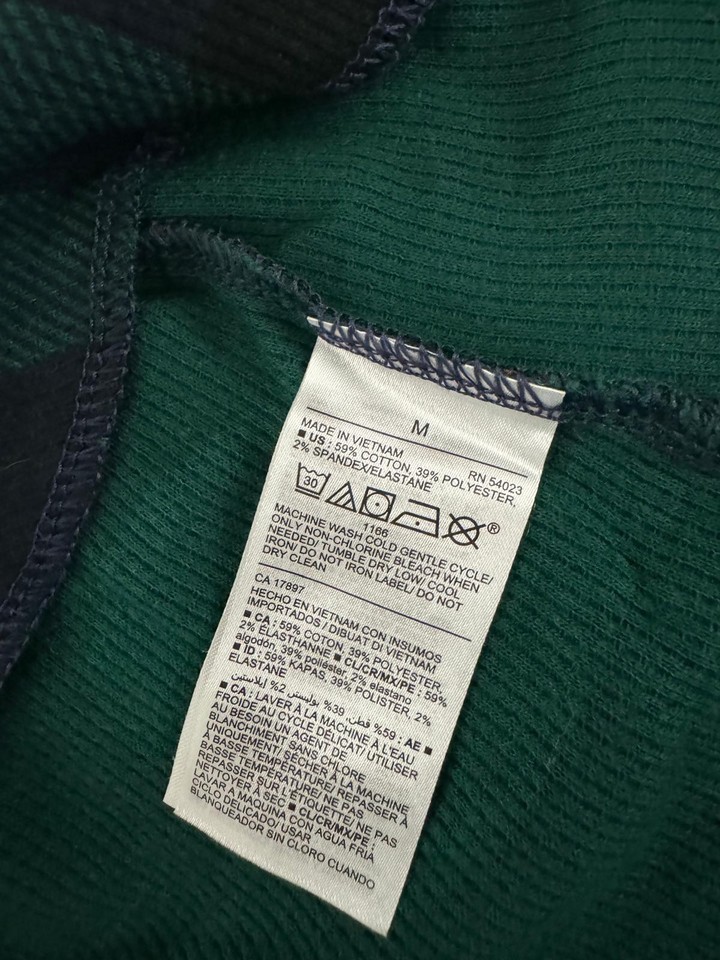 M
MADE IN VIETNAM RN 54023
■ US : 59% COTTON, 39% POLYESTER,
2% SPANDEX/ELASTANE
30
®
1166
MACHINE WASH COLD GENTLE CYCLE/
ONLY NON-CHLORINE BLEACH WHEN
NEEDED/ TUMBLE DRY LOW/ COOL
IRON/ DO NOT IRON LABEL/ DO NOT
DRY CLEAN
CA 17897
HECHO EN VIETNAM CON INSUMOS
IMPORTADOS / DIBUAT DI VIETNAM
■ CA : 59% COTON, 39% POLYESTER,
2% ÉLASTHANNE ■ CL/CR/MX/PE : 59%
algodón, 39% poliéster, 2% elastano
■ ID : 59% KAPAS, 39% POLISTER, 2%
ELASTANE
■ AE : 59% قطن, 39% بوليستر, 2% إيلاستين
■ CA : LAVER À LA MACHINE À L'EAU
FROIDE AU CYCLE DÉLICAT/ UTILISER
AU BESOIN UN AGENT DE
BLANCHIMENT SANS CHLORE
UNIQUEMENT/ SÉCHER PAR MACHINE
À BASSE TEMPÉRATURE/ REPASSER À
BASSE TEMPÉRATURE/ NE PAS
REPASSER SUR L'ÉTIQUETTE/ NE PAS
NETTOYER À SEC ■ CL/CR/MX/PE :
LAVAR A MAQUINA CON AGUA FRIA
CICLO DELICADO/ USAR
BLANQUEADOR SIN CLORO CUANDO